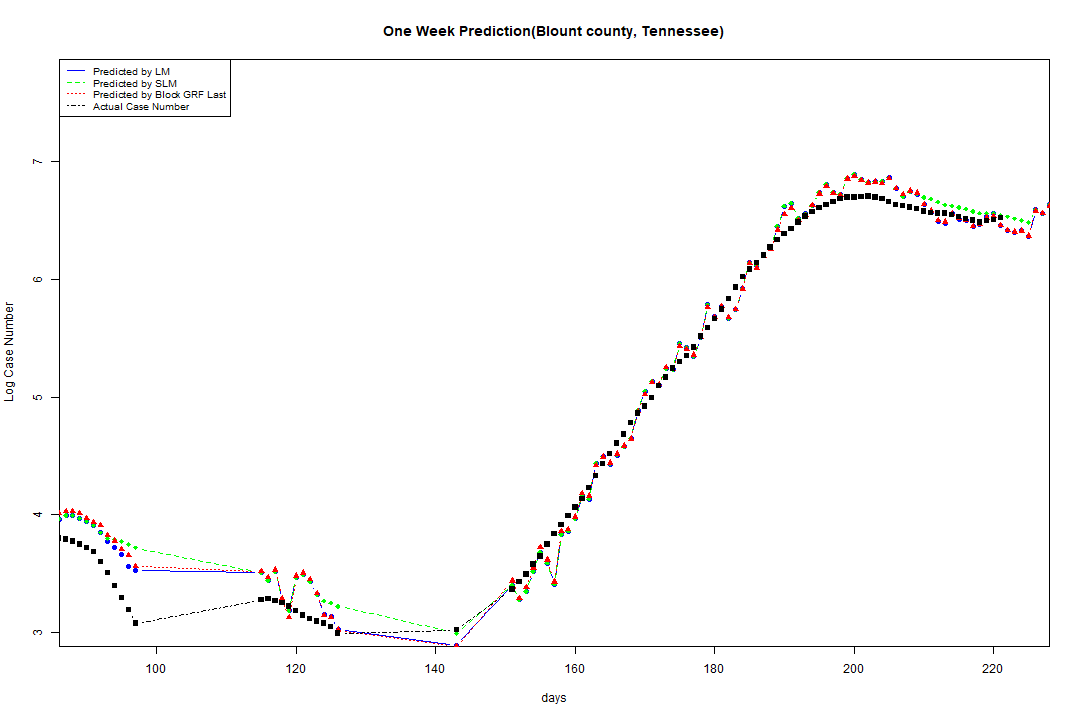 One Week Prediction(Blount county, Tennessee)
Predicted by LM
Predicted by SLM
Predicted by Block GRF Last
Actual Case Number
7
6
5
4
3
Log Case Number
100 120 140 160 180 200 220
days